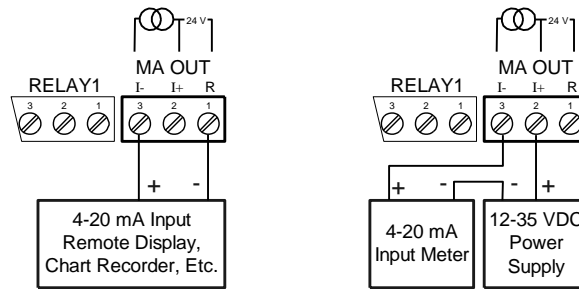 24 V
MA OUT
RELAY1
I- I+ R
3 2 1 3 2 1
+ -
4-20 mA Input
Remote Display,
Chart Recorder, Etc.
24 V
MA OUT
RELAY1
I- I+ R
3 2 1 3 2 1
+ - - +
4-20 mA
Input Meter
12-35 VDC
Power
Supply